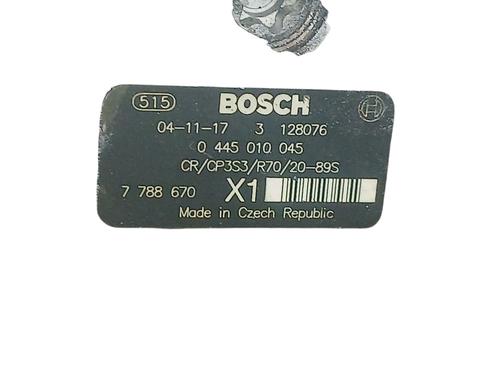 515 BOSCH
04-11-17 3 128076
0 445 010 045
CR/CP3S3/R70/20-89S
7 788 670 X1
Made in Czech Republic